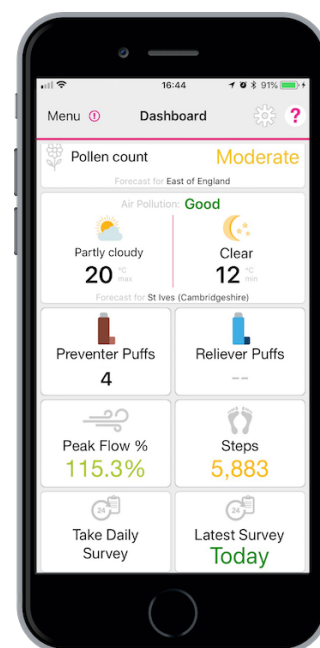 16:44
91%
Menu
Dashboard
?
Pollen count
Moderate
Forecast for East of England
Air Pollution: Good
Partly cloudy
Clear
20 °C max
12 °C min
Forecast for St Ives (Cambridgeshire)
Preventer Puffs
Reliever Puffs
4
--
Peak Flow %
Steps
115.3%
5,883
24
24
Take Daily
Survey
Latest Survey
Today